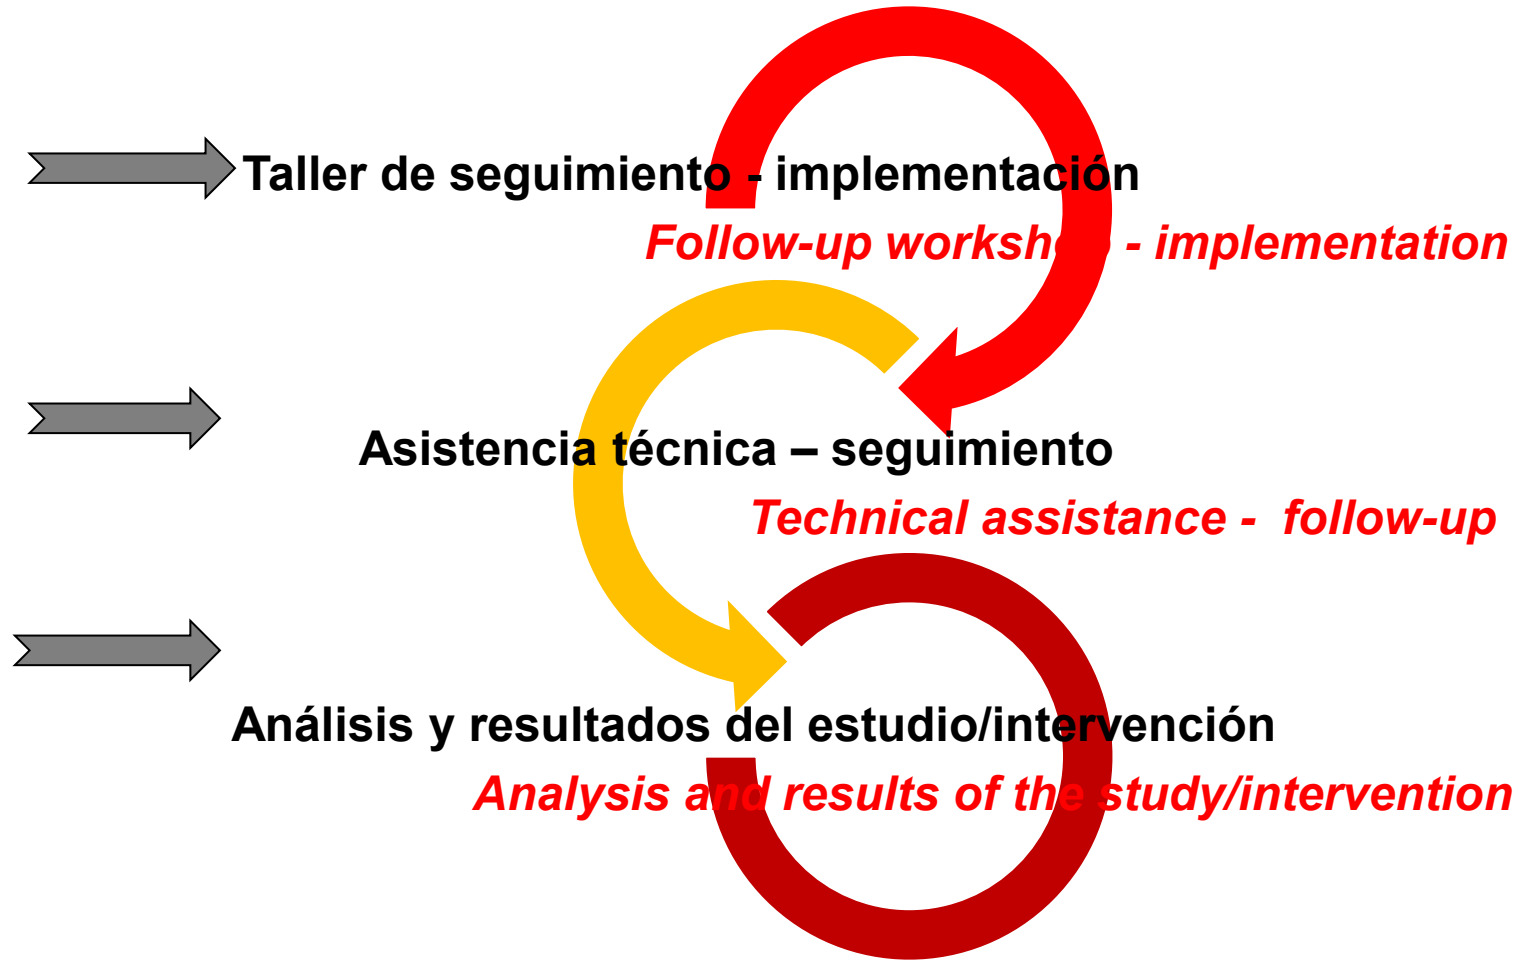 Taller de seguimiento - implementación
Follow-up workshop - implementation
Asistencia técnica – seguimiento
Technical assistance - follow-up
Análisis y resultados del estudio/intervención
Analysis and results of the study/intervention